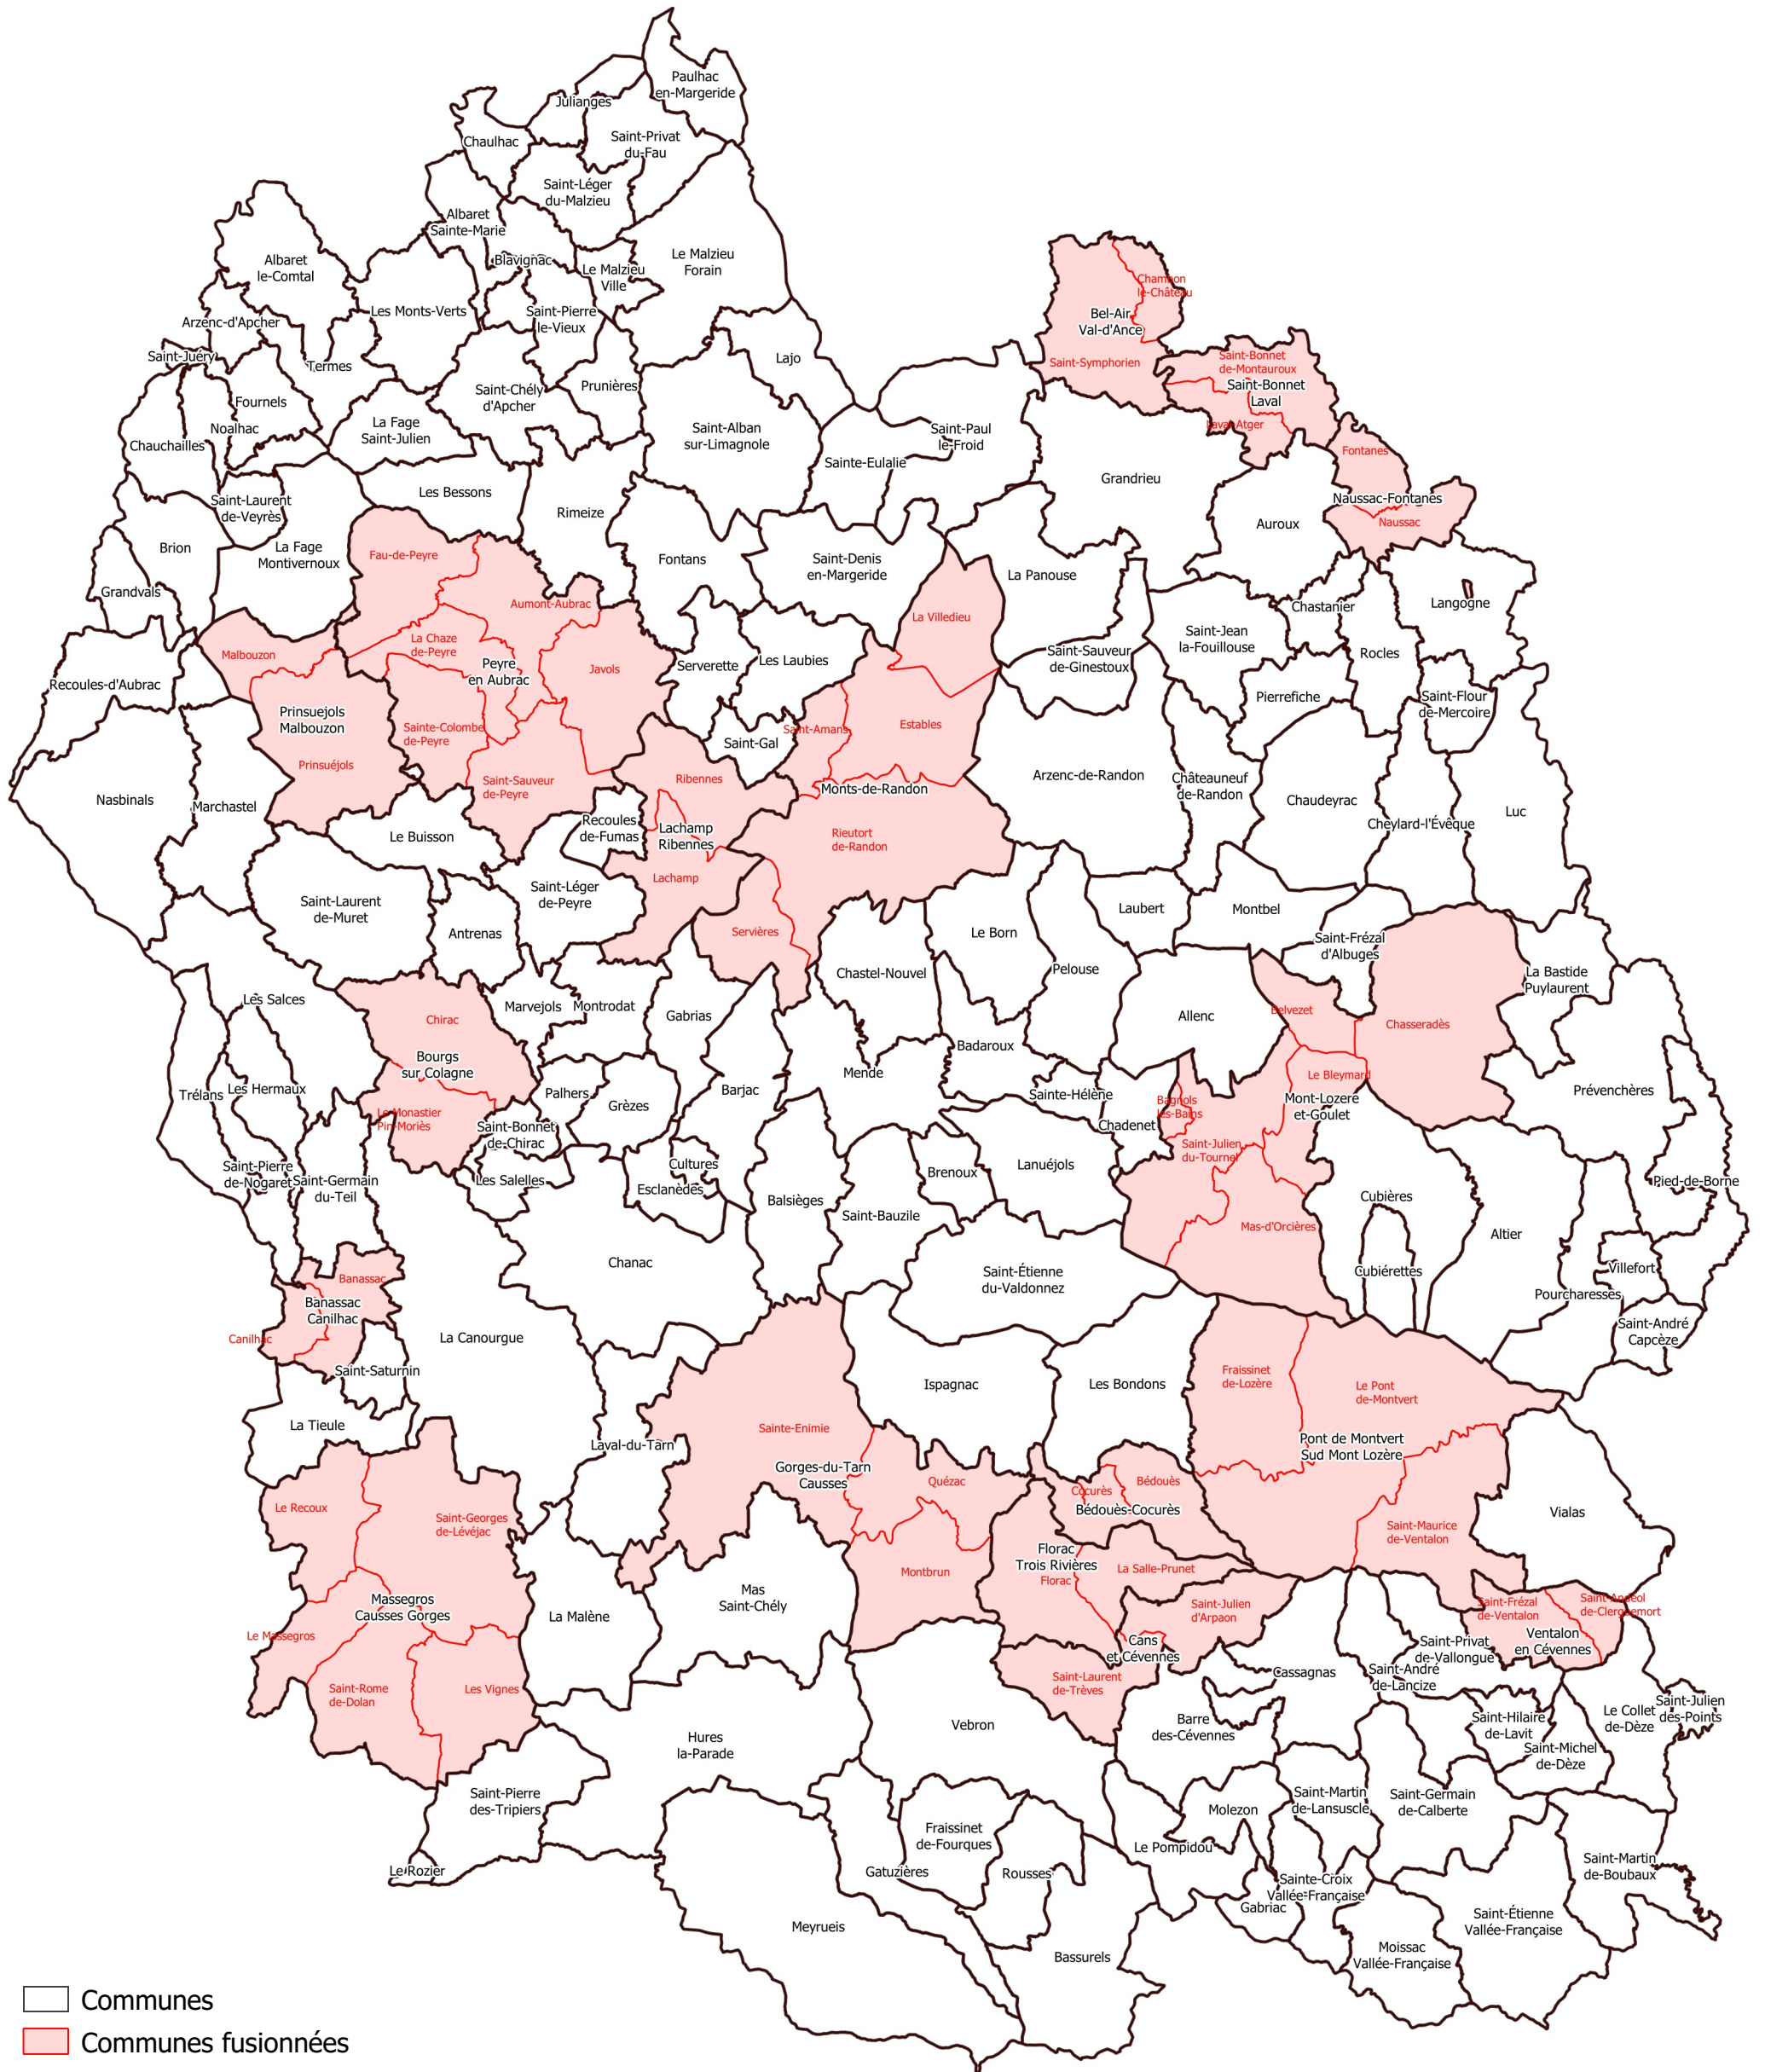 Paulhac
en-Margeride
Julianges
Chaulhac
Saint-Privat
du-Fau
Saint-Léger
du-Malzieu
Albaret
Sainte-Marie
Albaret
le-Comtal
Blavignac
Le Malzieu
Ville
Le Malzieu
Forain
Chambon
le-Château
Les Monts-Verts
Saint-Pierre
le-Vieux
Bel-Air
Val-d'Ance
Arzenc-d'Apcher
Saint-Juéry
Termes
Lajo
Saint-Symphorien
Saint-Bonnet
de-Montauroux
Saint-Bonnet
Laval
Laval-Atger
Fournels
Saint-Chély
d'Apcher
Prunières
Noalhac
La Fage
Saint-Julien
Chauchailles
Saint-Alban
sur-Limagnole
Saint-Paul
le-Froid
Sainte-Eulalie
Grandrieu
Fontanes
Naussac-Fontanes
Naussac
Auroux
Saint-Laurent
de-Veyrès
Les Bessons
Rimeize
Brion
La Fage
Montivernoux
Fau-de-Peyre
Fontans
Saint-Denis
en-Margeride
La Panouse
Grandvals
Aumont-Aubrac
La Villedieu
Chastanier
Langogne
La Chaze
de-Peyre
Peyre
en Aubrac
Javols
Saint-Jean
la-Fouillouse
Rocles
Malbouzon
Recoules-d'Aubrac
Serverette
Les Laubies
Saint-Sauveur
de-Ginestoux
Pierrefiche
Saint-Flour
de-Mercoire
Prinsuejols
Malbouzon
Sainte-Colombe
de-Peyre
Saint-Gal
Saint-Amans
Estables
Prinsuéjols
Saint-Sauveur
de-Peyre
Ribennes
Monts-de-Randon
Arzenc-de-Randon
Châteauneuf
de-Randon
Chaudeyrac
Nasbinals
Marchastel
Le Buisson
Recoules
de-Fumas
Lachamp
Ribennes
Rieutort
de-Randon
Cheylard-l'Évêque
Luc
Lachamp
Saint-Laurent
de-Muret
Saint-Léger
de-Peyre
Antrenas
Servières
Le Born
Laubert
Montbel
Saint-Frézal
d'Albuges
Chastel-Nouvel
Pelouse
La Bastide
Puylaurent
Les Salces
Chirac
Marvejols
Montrodat
Gabrias
Allenc
Belvezet
Chasseradès
Bourgs
sur Colagne
Badaroux
Mende
Le Bleymard
Trélans
Les Hermaux
Palhers
Grèzes
Barjac
Sainte-Hélène
Bagnols
les-Bains
Mont-Lozere
et-Goulet
Prévenchères
Le Monastier
Pin-Moriès
Saint-Bonnet
de-Chirac
Chadenet
Saint-Julien
du-Tournel
Saint-Pierre
de-Nogaret
Saint-Germain
du-Teil
Les Salelles
Cultures
Esclanèdes
Brenoux
Lanuéjols
Pied-de-Borne
Balsièges
Saint-Bauzile
Cubières
Mas-d'Orcières
Altier
Chanac
Saint-Étienne
du-Valdonnez
Cubiérettes
Villefort
Banassac
Banassac
Canilhac
Pourcharesses
Canilhac
La Canourgue
Saint-André
Capcèze
Saint-Saturnin
Ispagnac
Les Bondons
Fraissinet
de-Lozère
Le Pont
de-Montvert
La Tieule
Laval-du-Tarn
Sainte-Enimie
Pont de Montvert
Sud Mont Lozère
Gorges-du-Tarn
Causses
Quézac
Cocurès
Bédouès
Bédouès-Cocurès
Le Recoux
Saint-Georges
de-Lévéjac
Saint-Maurice
de-Ventalon
Vialas
Florac
Trois Rivières
Florac
La Salle-Prunet
Montbrun
Massegros
Causses Gorges
La Malène
Mas
Saint-Chély
Saint-Julien
d'Arpaon
Saint-Frézal
de-Ventalon
Saint-Andéol
de-Clerguemort
Le Massegros
Cans
et Cévennes
Saint-Privat
de-Vallongue
Ventalon
en Cévennes
Saint-Rome
de-Dolan
Les Vignes
Saint-Laurent
de-Trèves
Cassagnas
Saint-André
de-Lancize
Hures
la-Parade
Vebron
Barre
des-Cévennes
Saint-Hilaire
de-Lavit
Le Collet
de-Dèze
Saint-Julien
des-Points
Saint-Michel
de-Dèze
Saint-Pierre
des-Tripiers
Molezon
Saint-Martin
de-Lansuscle
Saint-Germain
de-Calberte
Fraissinet
de-Fourques
Le Pompidou
Le Rozier
Gatuzières
Rousses
Sainte-Croix
Vallée-Française
Saint-Martin
de-Boubaux
Gabriac
Meyrueis
Saint-Étienne
Vallée-Française
Bassurels
Moissac
Vallée-Française
Communes
Communes fusionnées